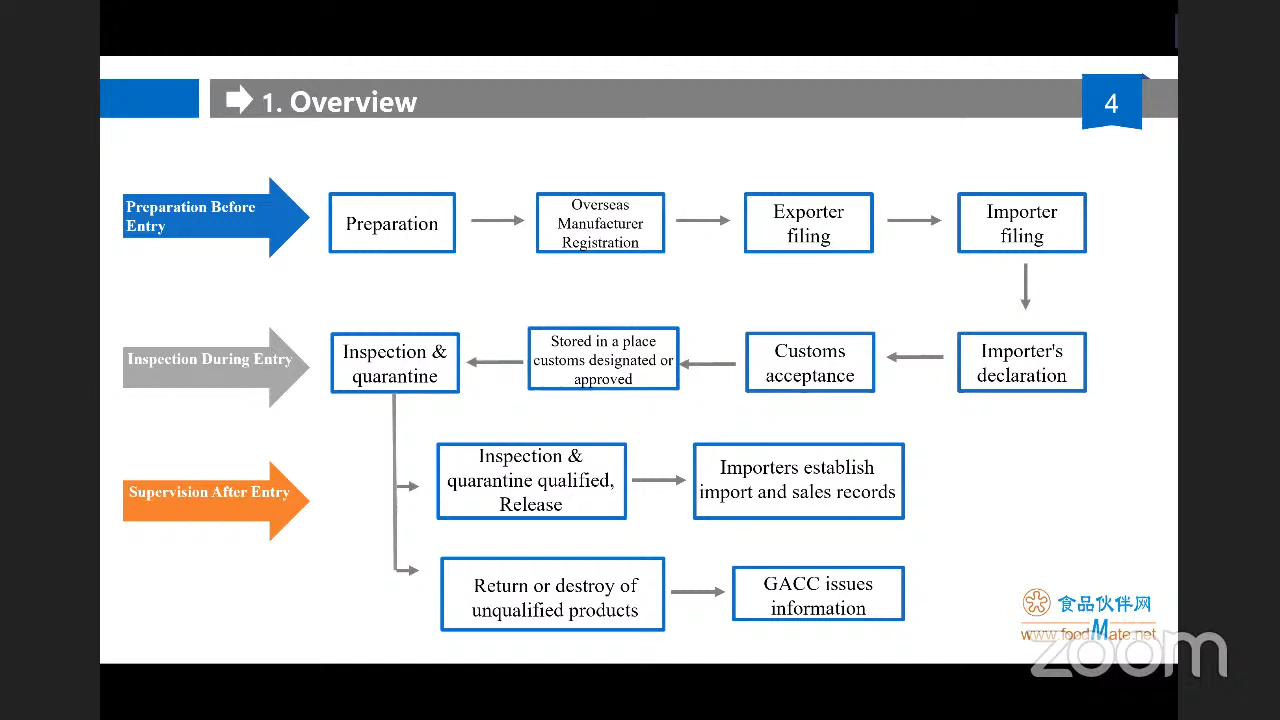 1. Overview
4
Preparation Before
Entry
Preparation
Overseas
Manufacturer
Registration
Exporter
filing
Importer
filing
Inspection During Entry
Inspection &
quarantine
Stored in a place
customs designated or
approved
Customs
acceptance
Importer's
declaration
Supervision After Entry
Inspection &
quarantine qualified,
Release
Importers establish
import and sales records
Return or destroy of
unqualified products
GACC issues
information
食品伙伴网
www.foodMate.net
zoom